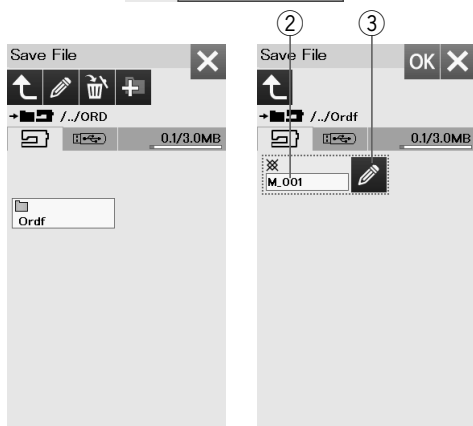 ② ③
Save File
/../ORD
0.1/3.0MB
Ordf
Save File OK
/../Ordf
0.1/3.0MB
M_001